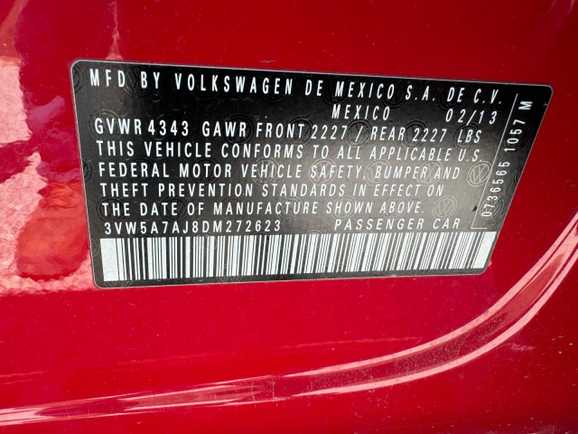 MFD BY VOLKSWAGEN DE MEXICO S.A. DE C.V.
MEXICO 02/13
GVWR 4343 GAWR FRONT 2227 / REAR 2227 LBS
THIS VEHICLE CONFORMS TO ALL APPLICABLE U.S.
FEDERAL MOTOR VEHICLE SAFETY, BUMPER AND
THEFT PREVENTION STANDARDS IN EFFECT ON
THE DATE OF MANUFACTURE SHOWN ABOVE.
3VW5A7AJ8DM272623 PASSENGER CAR
0736565 1057 M